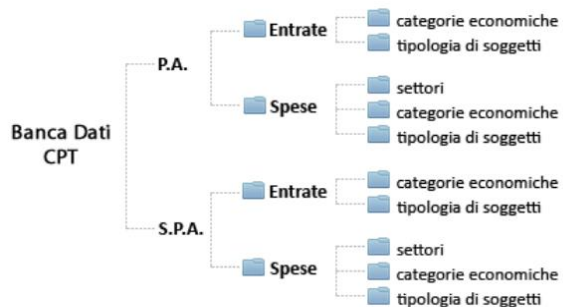 Banca Dati
CPT
P.A.
Entrate
categorie economiche
tipologia di soggetti
Spese
settori
categorie economiche
tipologia di soggetti
S.P.A.
Entrate
categorie economiche
tipologia di soggetti
Spese
settori
categorie economiche
tipologia di soggetti